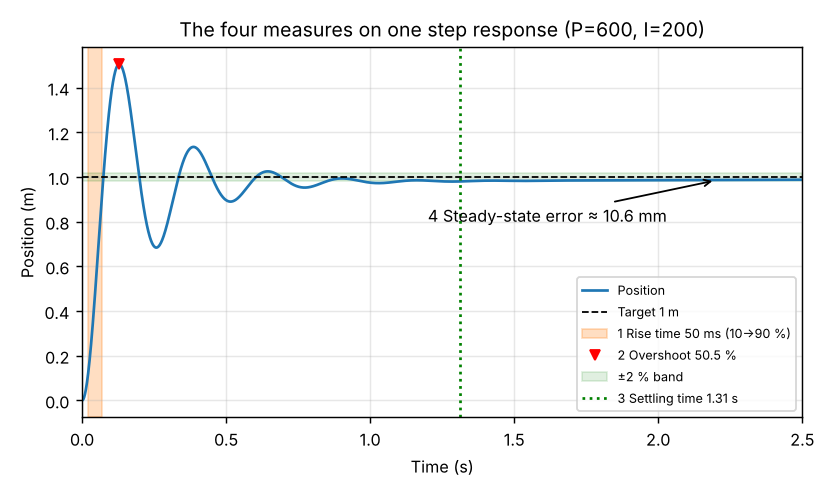 The four measures on one step response (P=600, I=200)
Position (m)
1.4
1.2
1.0
0.8
0.6
0.4
0.2
0.0
4 Steady-state error ≈ 10.6 mm
Position
Target 1 m
1 Rise time 50 ms (10→90 %)
2 Overshoot 50.5 %
±2 % band
3 Settling time 1.31 s
0.0 0.5 1.0 1.5 2.0 2.5
Time (s)